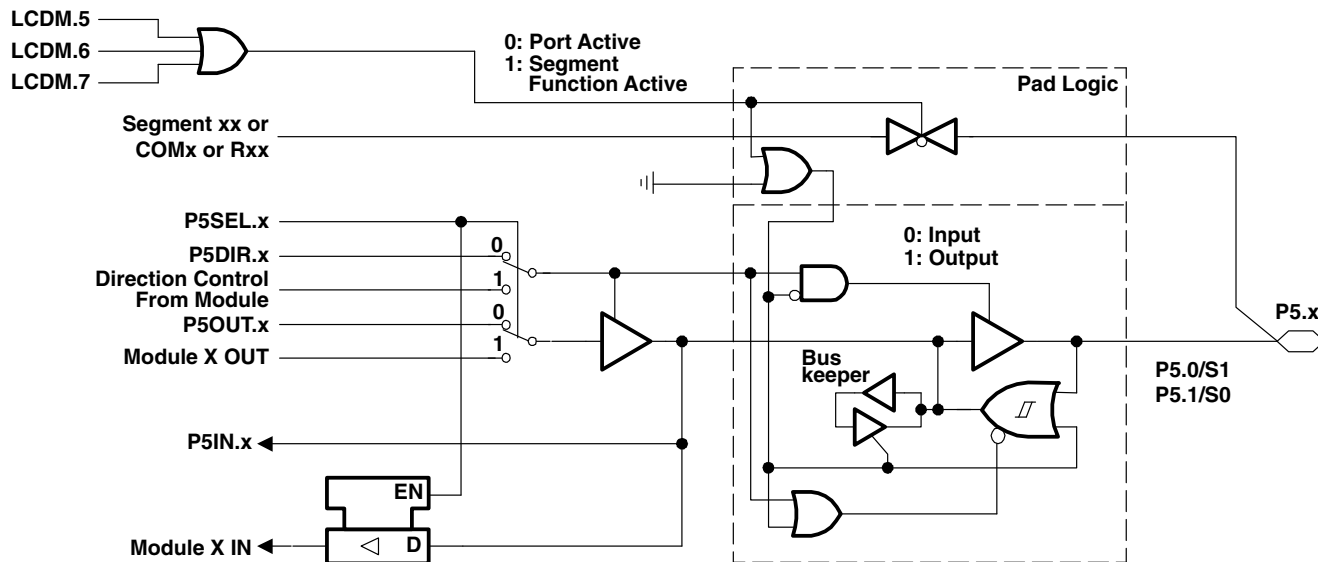 LCDM.5
LCDM.6
LCDM.7
0: Port Active
1: Segment
Function Active
Pad Logic
Segment xx or
COMx or Rxx
P5SEL.x
P5DIR.x
0
Direction Control
From Module
1
P5OUT.x
0
Module X OUT
1
0: Input
1: Output
P5.x
Bus
keeper
P5.0/S1
P5.1/S0
P5IN.x
EN
Module X IN
D